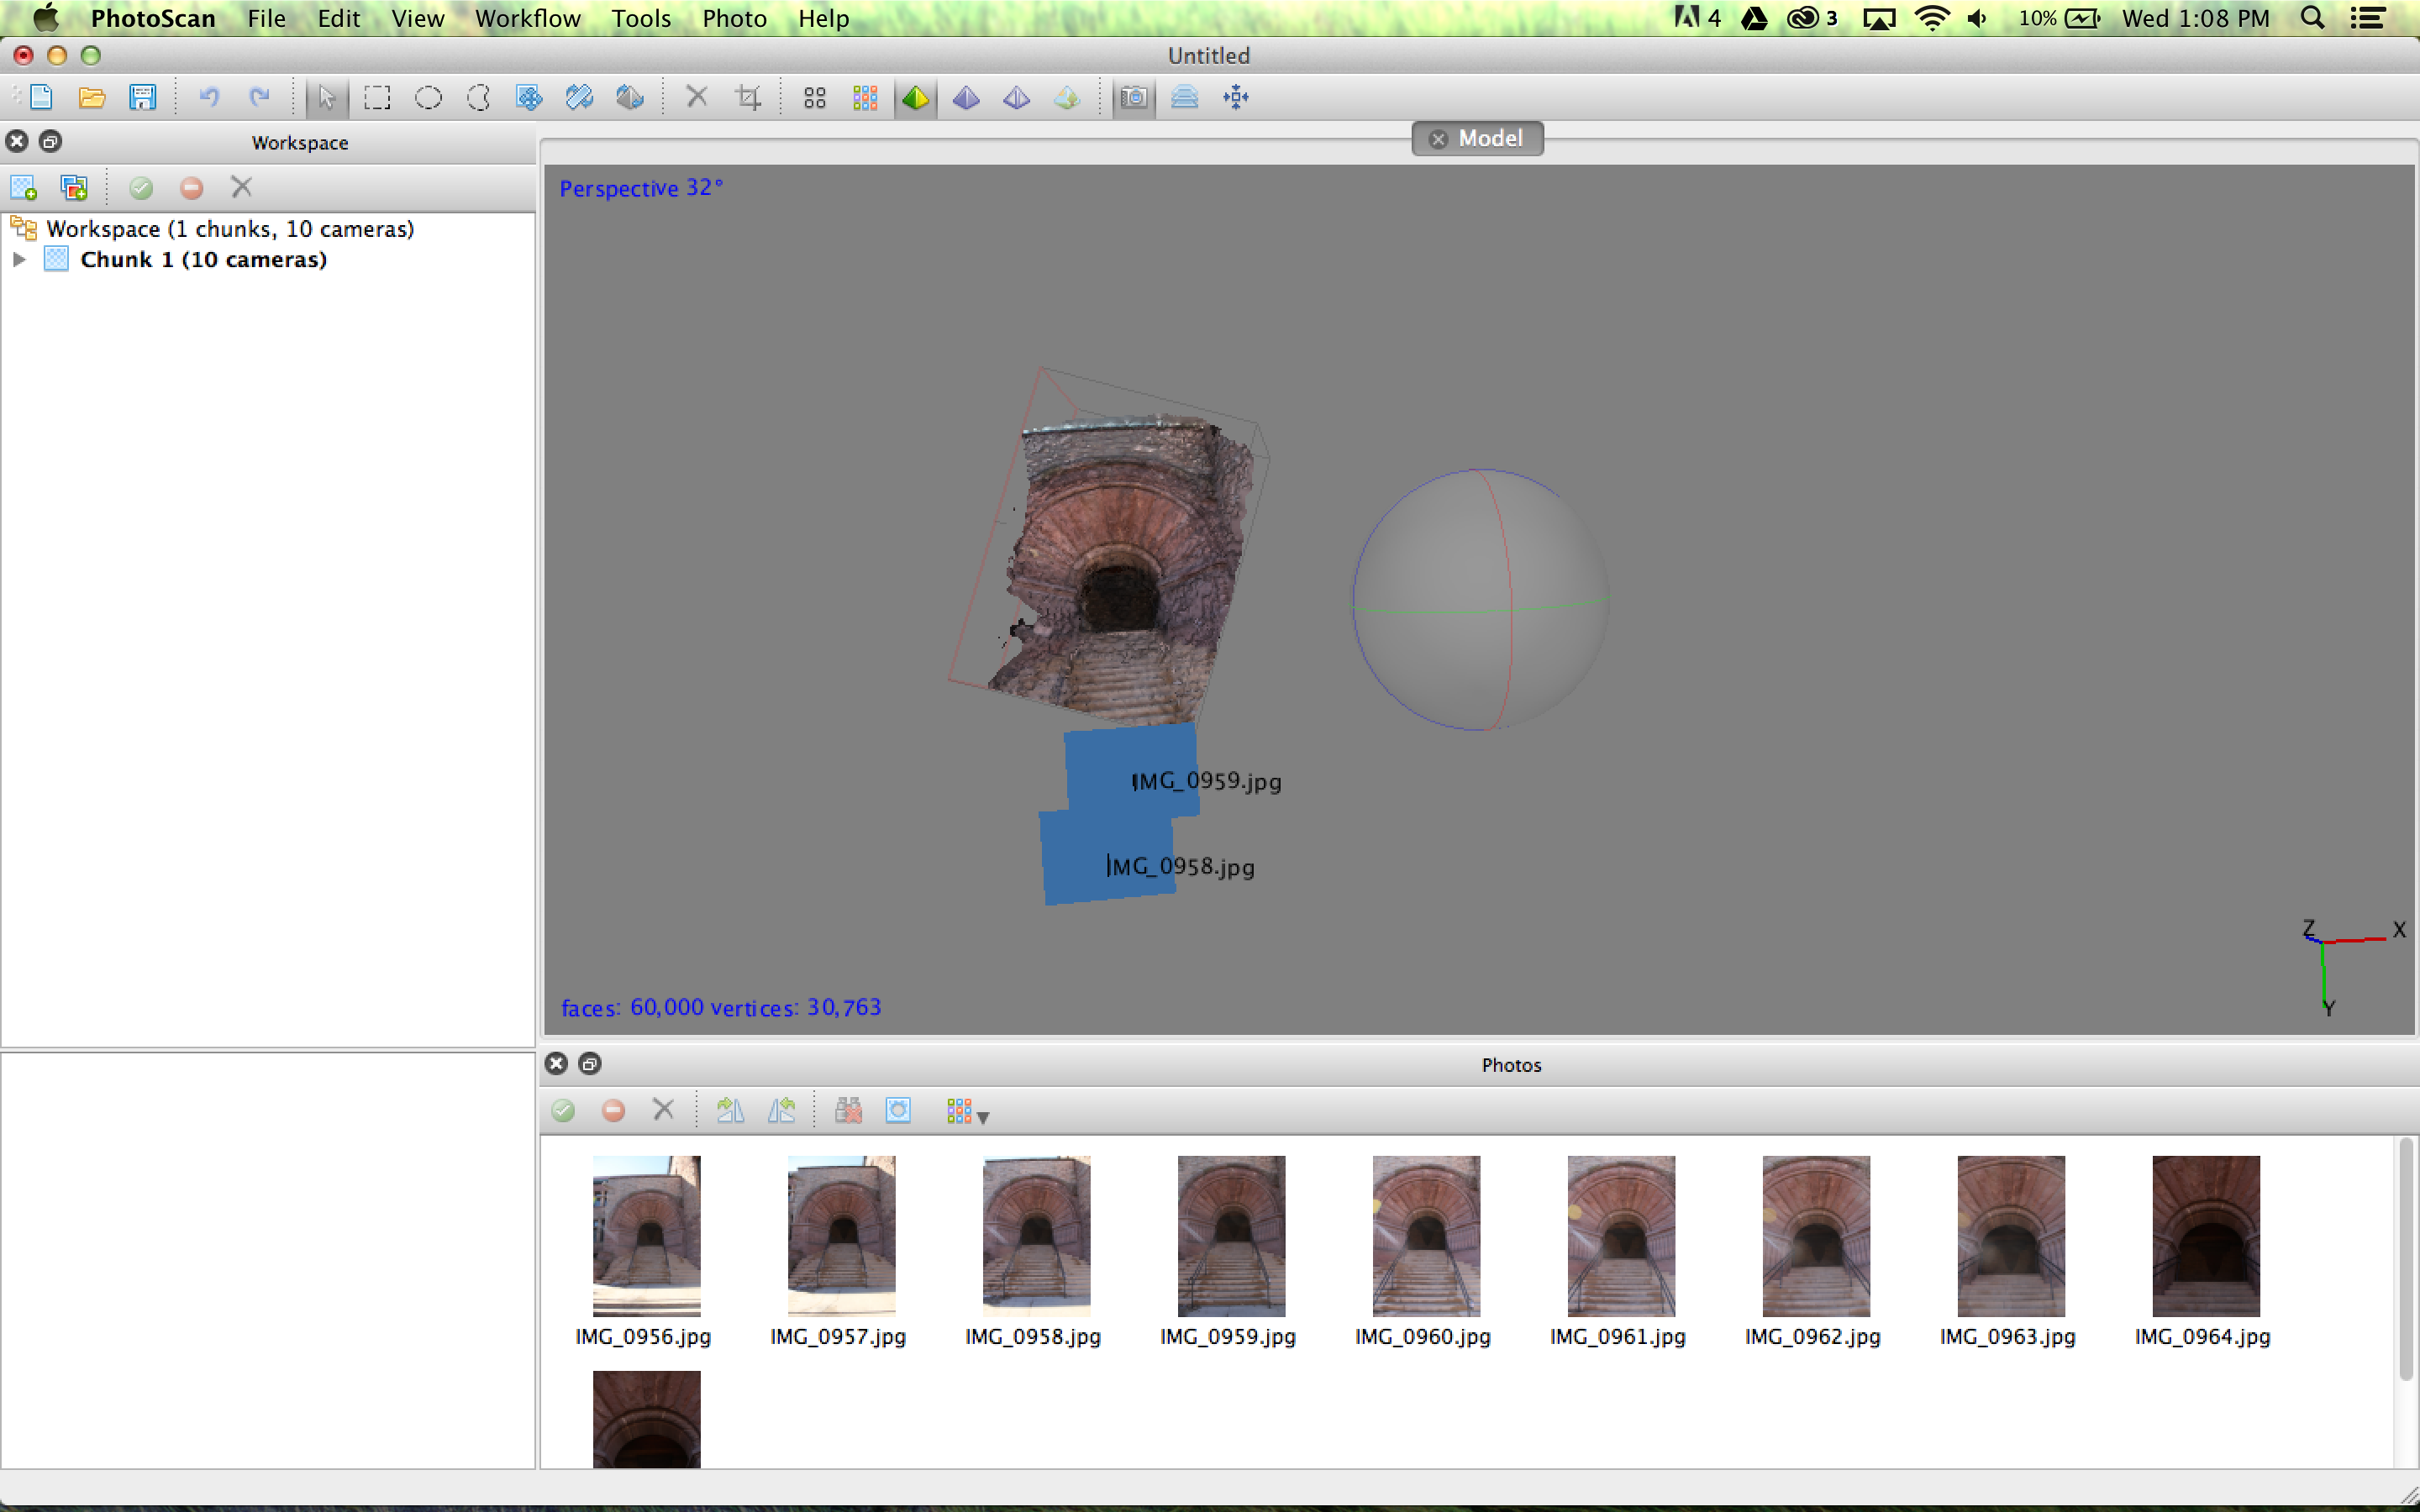 PhotoScan File Edit View Workflow Tools Photo Help 4 3 10% Wed 1:08 PM
Untitled
Workspace
Model
Perspective 32°
Workspace (1 chunks, 10 cameras)
Chunk 1 (10 cameras)
IMG_0959.jpg
IMG_0958.jpg
Z X
Y
faces: 60,000 vertices: 30,763
Photos
IMG_0956.jpg IMG_0957.jpg IMG_0958.jpg IMG_0959.jpg IMG_0960.jpg IMG_0961.jpg IMG_0962.jpg IMG_0963.jpg IMG_0964.jpg